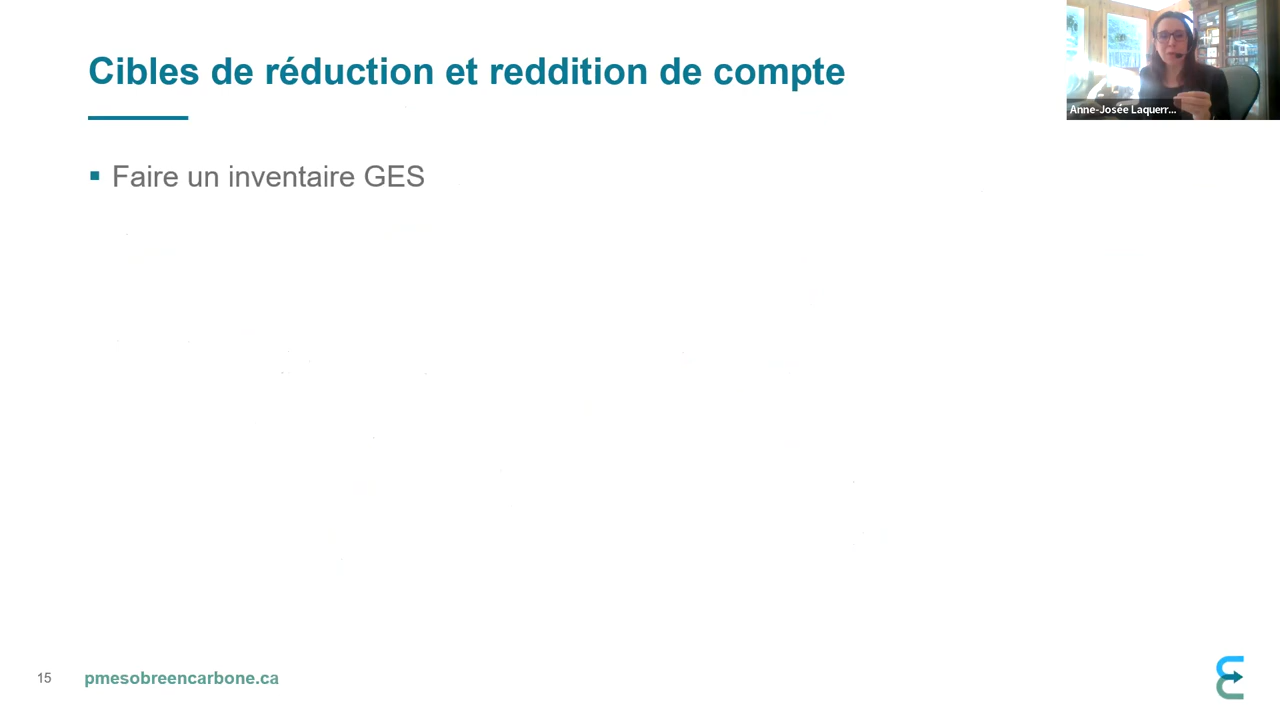 Cibles de réduction et reddition de compte
Anne-Josée Laquerr...
▪ Faire un inventaire GES
15
pmesobreencarbone.ca